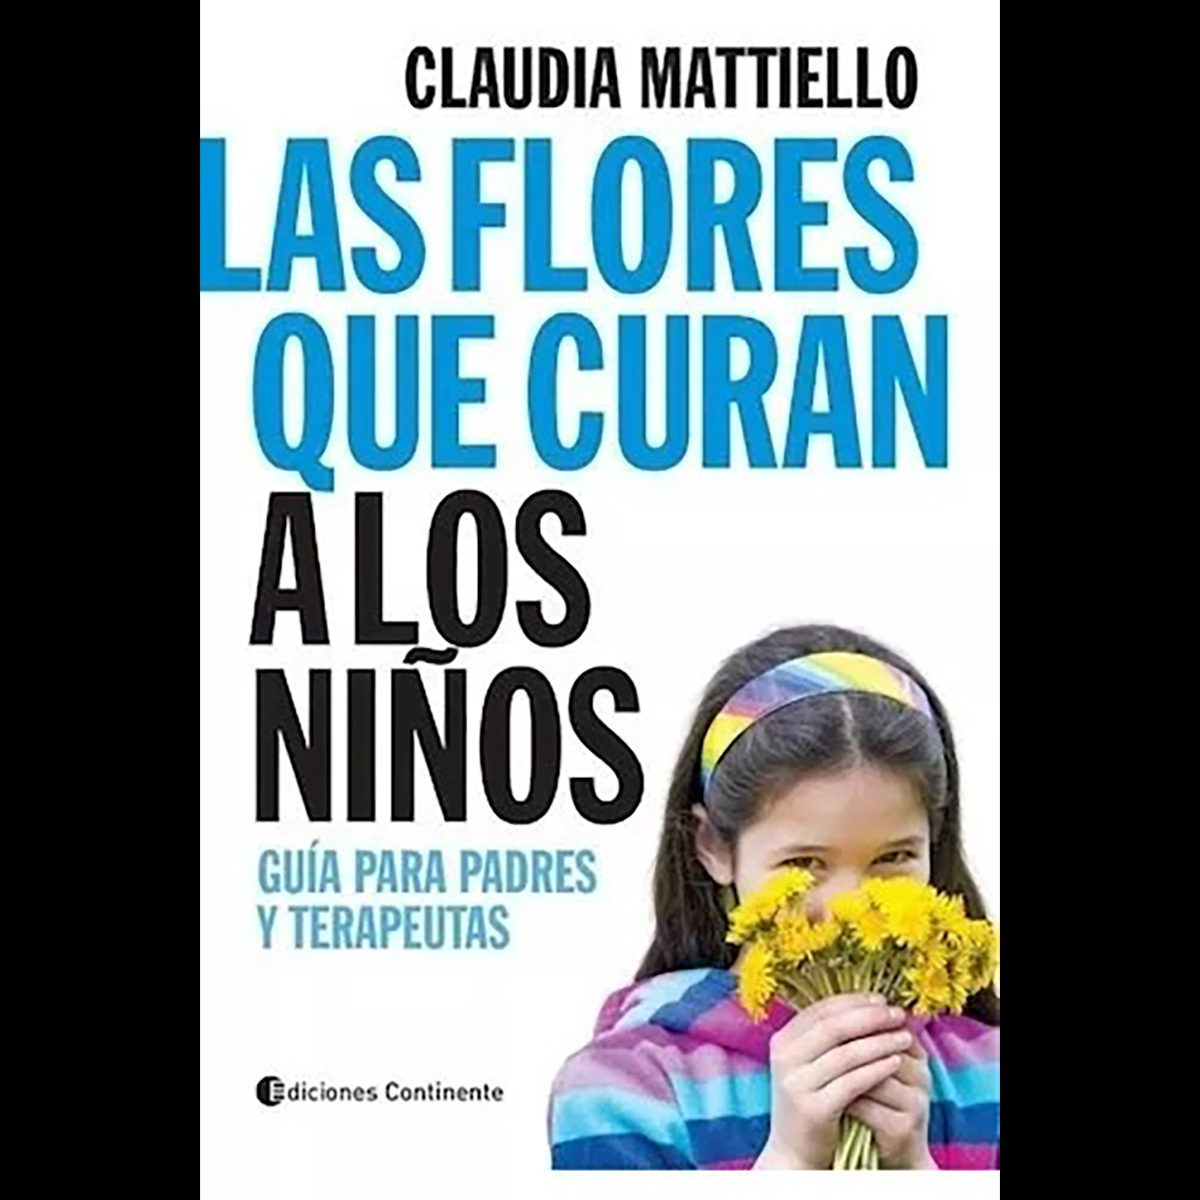 CLAUDIA MATTIELLO
LAS FLORES
QUE CURAN
A LOS
NIÑOS
GUÍA PARA PADRES
Y TERAPEUTAS
Ediciones Continente